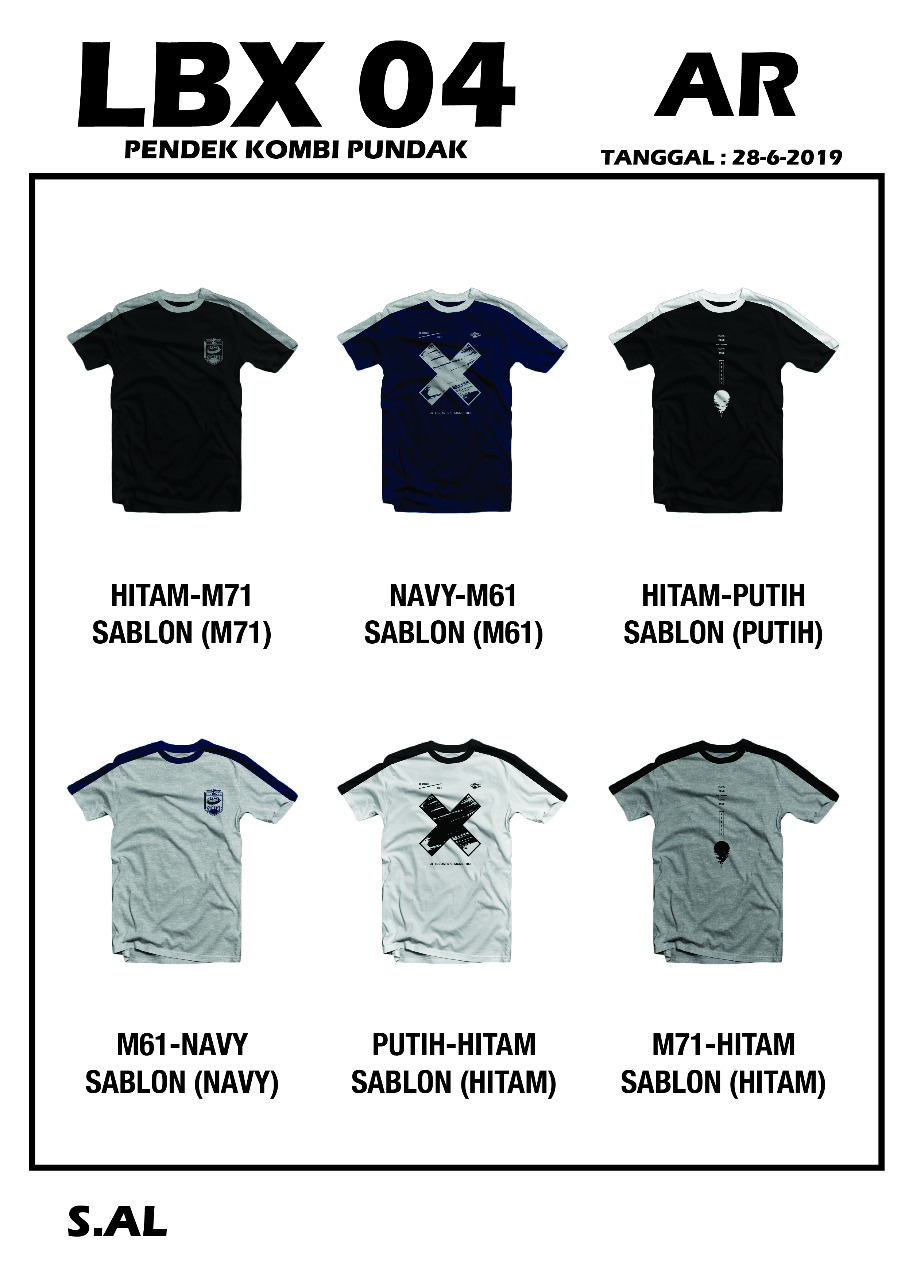 LBX 04
AR
PENDEK KOMBI PUNDAK
TANGGAL : 28-6-2019
HITAM-M71
SABLON (M71)
NAVY-M61
SABLON (M61)
HITAM-PUTIH
SABLON (PUTIH)
M61-NAVY
SABLON (NAVY)
PUTIH-HITAM
SABLON (HITAM)
M71-HITAM
SABLON (HITAM)
S.AL